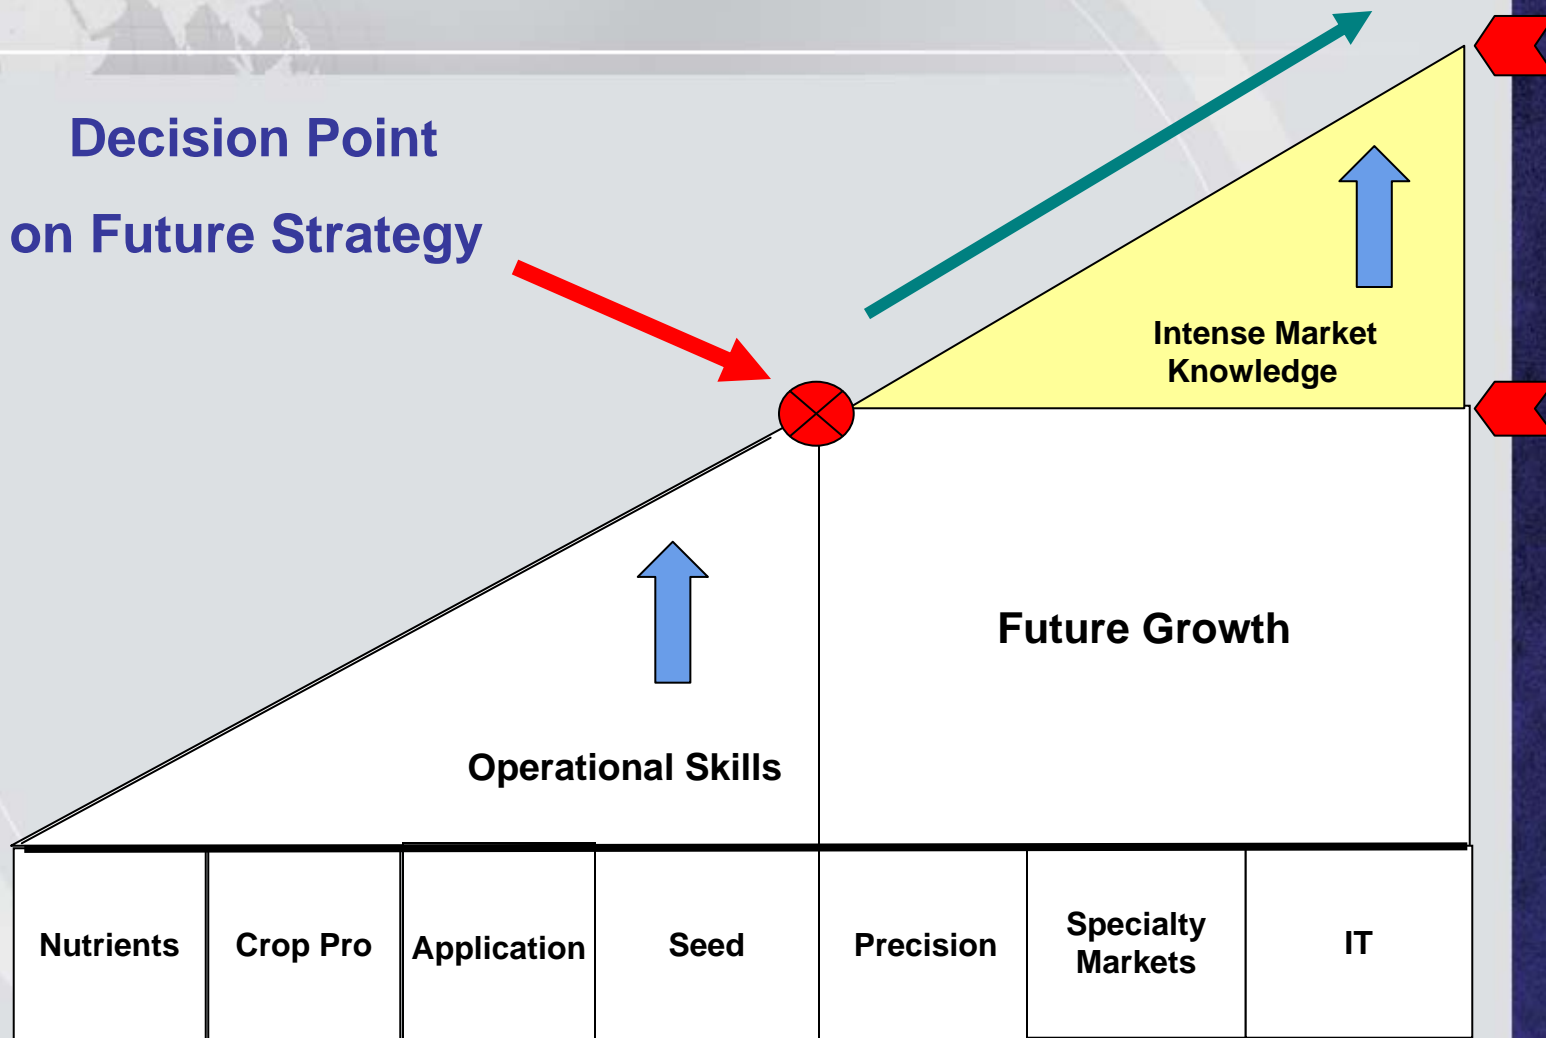 Decision Point
on Future Strategy
Intense Market
Knowledge
Future Growth
Operational Skills
Nutrients
Crop Pro
Application
Seed
Precision
Specialty
Markets
IT